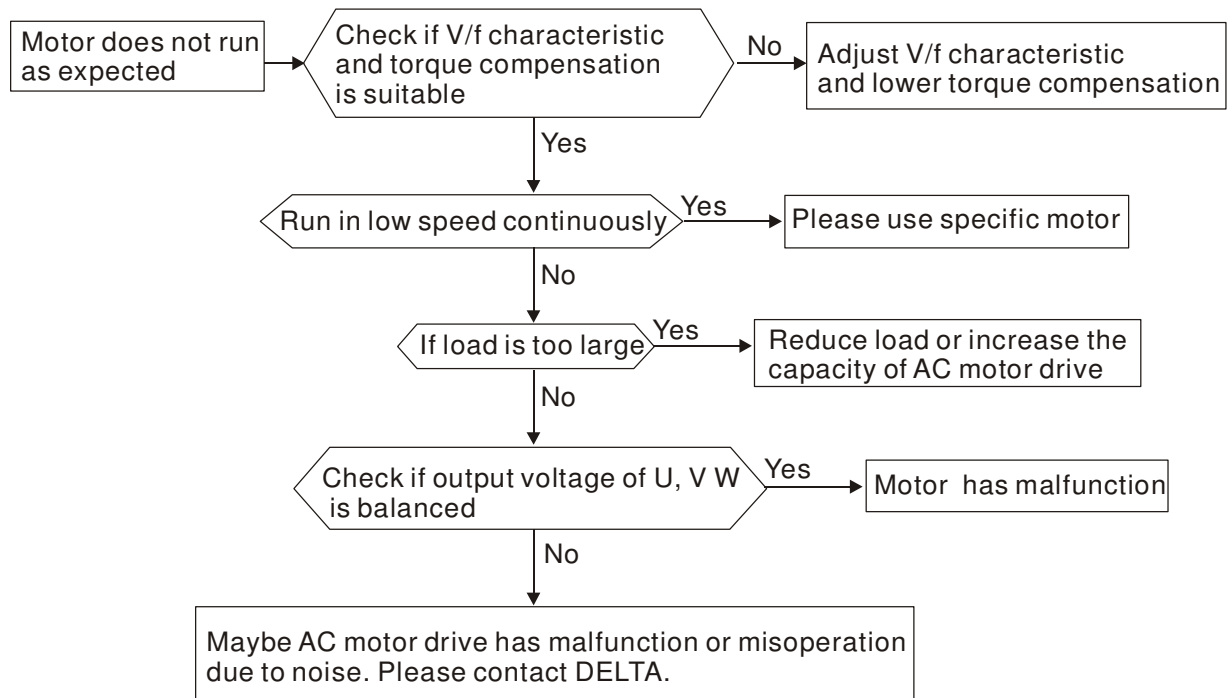 Motor does not run
as expected
Check if V/f characteristic
and torque compensation
is suitable
No
Adjust V/f characteristic
and lower torque compensation
Yes
Run in low speed continuously
Yes
Please use specific motor
No
If load is too large
Yes
Reduce load or increase the
capacity of AC motor drive
No
Check if output voltage of U, V W
is balanced
Yes
Motor has malfunction
No
Maybe AC motor drive has malfunction or misoperation
due to noise. Please contact DELTA.